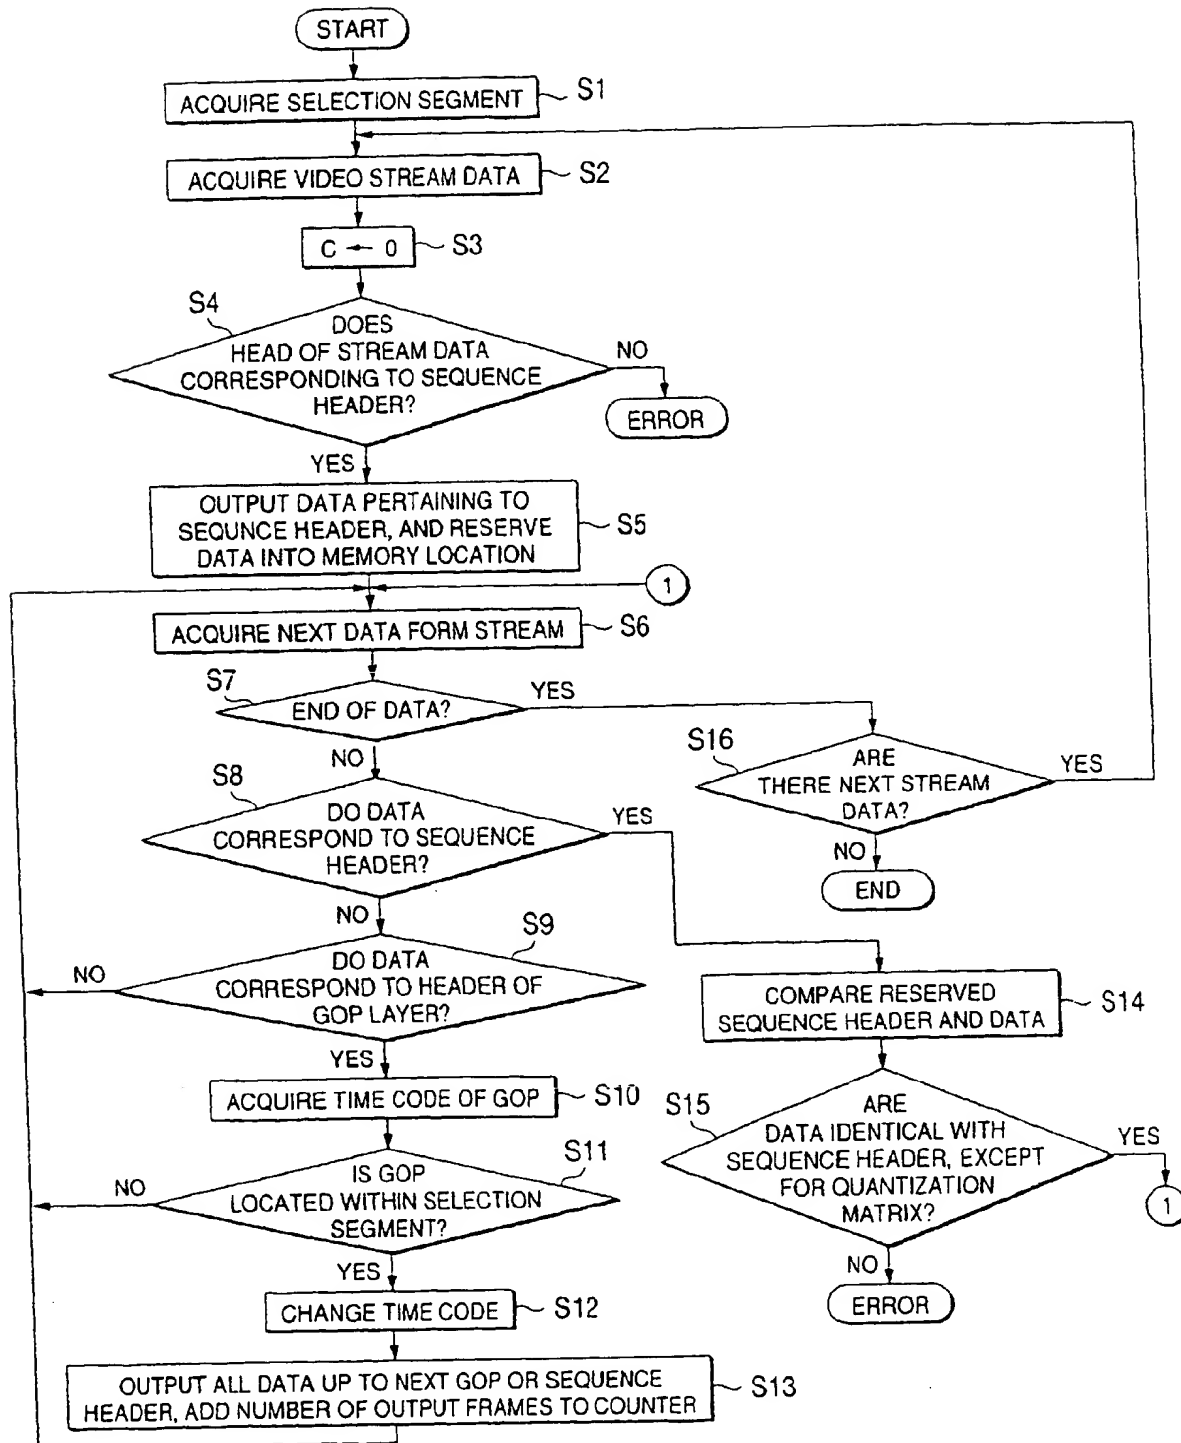 START
ACQUIRE SELECTION SEGMENT
S1
ACQUIRE VIDEO STREAM DATA
S2
C ← 0
S3
S4
DOES
HEAD OF STREAM DATA
CORRESPONDING TO SEQUENCE
HEADER?
NO
ERROR
YES
OUTPUT DATA PERTAINING TO
SEQUNCE HEADER, AND RESERVE
DATA INTO MEMORY LOCATION
S5
1
ACQUIRE NEXT DATA FORM STREAM
S6
S7
END OF DATA?
YES
NO
S16
ARE
THERE NEXT STREAM
DATA?
YES
NO
END
S8
DO DATA
CORRESPOND TO SEQUENCE
HEADER?
YES
NO
S9
DO DATA
CORRESPOND TO HEADER OF
GOP LAYER?
NO
YES
COMPARE RESERVED
SEQUENCE HEADER AND DATA
S14
ACQUIRE TIME CODE OF GOP
S10
S15
ARE
DATA IDENTICAL WITH
SEQUENCE HEADER, EXCEPT
FOR QUANTIZATION
MATRIX?
YES
1
NO
ERROR
S11
IS GOP
LOCATED WITHIN SELECTION
SEGMENT?
NO
YES
CHANGE TIME CODE
S12
OUTPUT ALL DATA UP TO NEXT GOP OR SEQUENCE
HEADER, ADD NUMBER OF OUTPUT FRAMES TO COUNTER
S13